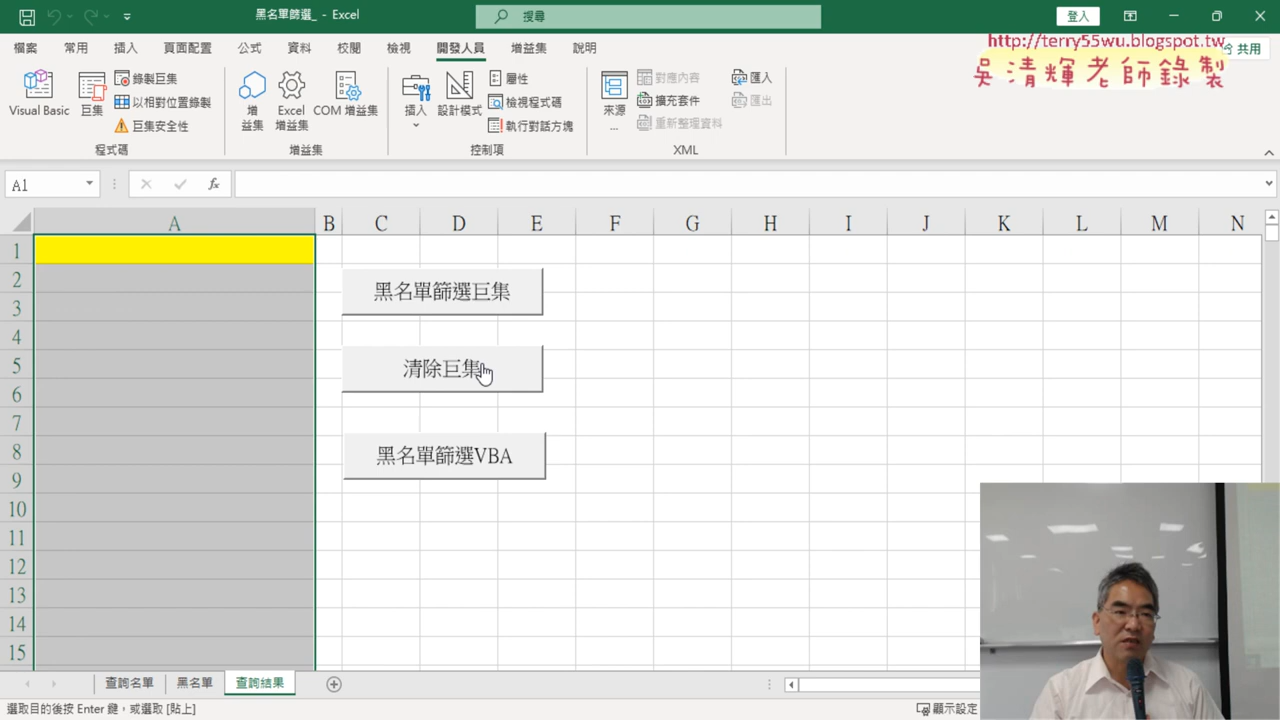 黑名單篩選_ - Excel
搜尋
登入
檔案 常用 插入 頁面配置 公式 資料 校閱 檢視 開發人員 增益集 說明
共用
http://terry55wu.blogspot.tw
吳清輝老師錄製
Visual Basic
巨集
錄製巨集
以相對位置錄製
巨集安全性
程式碼
增益集
Excel 增益集
COM 增益集
增益集
插入
設計模式
屬性
檢視程式碼
執行對話方塊
控制項
來源
...
對應內容
擴充套件
重新整理資料
匯入
匯出
XML
A1
fx
A B C D E F G H I J K L M N
1
2
3
4
5
6
7
8
9
10
11
12
13
14
15
黑名單篩選巨集
清除巨集
黑名單篩選VBA
查詢名單 黑名單 查詢結果
選取目的後按 Enter 鍵，或選取 [貼上]
顯示設定